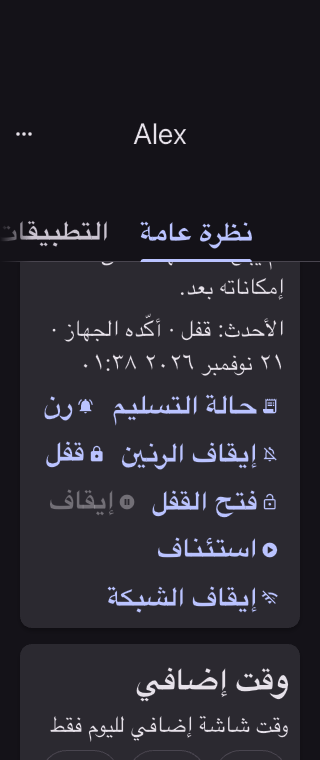 Alex
نظرة عامة التطبيقات
إمكاناته بعد.
الأحدث: قفل · أكّده الجهاز ·
٢١ نوفمبر ٢٠٢٦ ٠١:٣٨
حالة التسليم رن
إيقاف الرنين قفل
فتح القفل إيقاف
استئناف
إيقاف الشبكة
وقت إضافي
وقت شاشة إضافي لليوم فقط